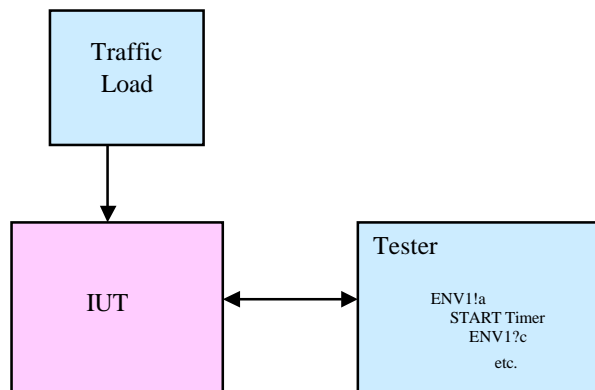 Traffic
Load
IUT
Tester
ENV1!a
START Timer
ENV1?c
etc.